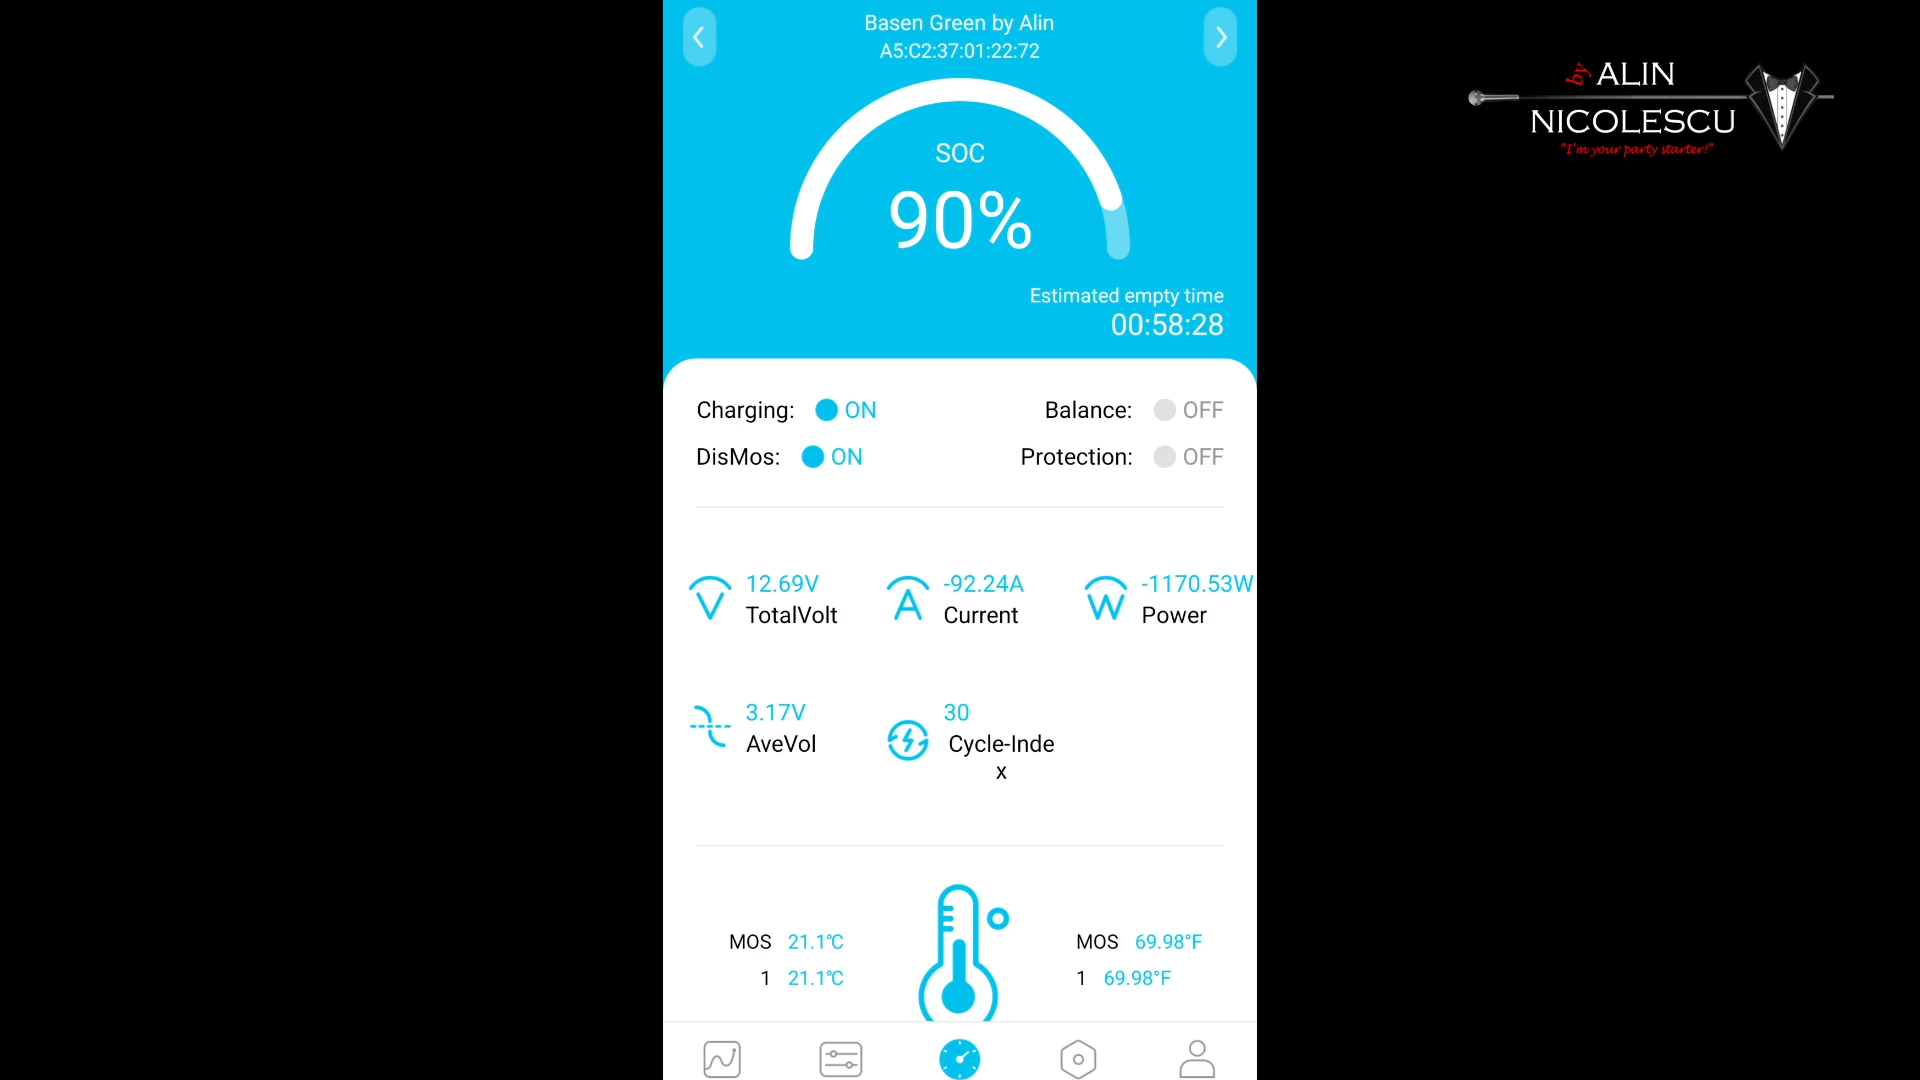 Basen Green by Alin
A5:C2:37:01:22:72
SOC
90%
Estimated empty time
00:58:28
Charging: ON
Balance: OFF
DisMos: ON
Protection: OFF
12.69V
TotalVolt
-92.24A
Current
-1170.53W
Power
3.17V
AveVol
30
Cycle-Inde
x
MOS 21.1℃
1 21.1℃
MOS 69.98°F
1 69.98°F
by ALIN
NICOLESCU
"I'm your party starter!"